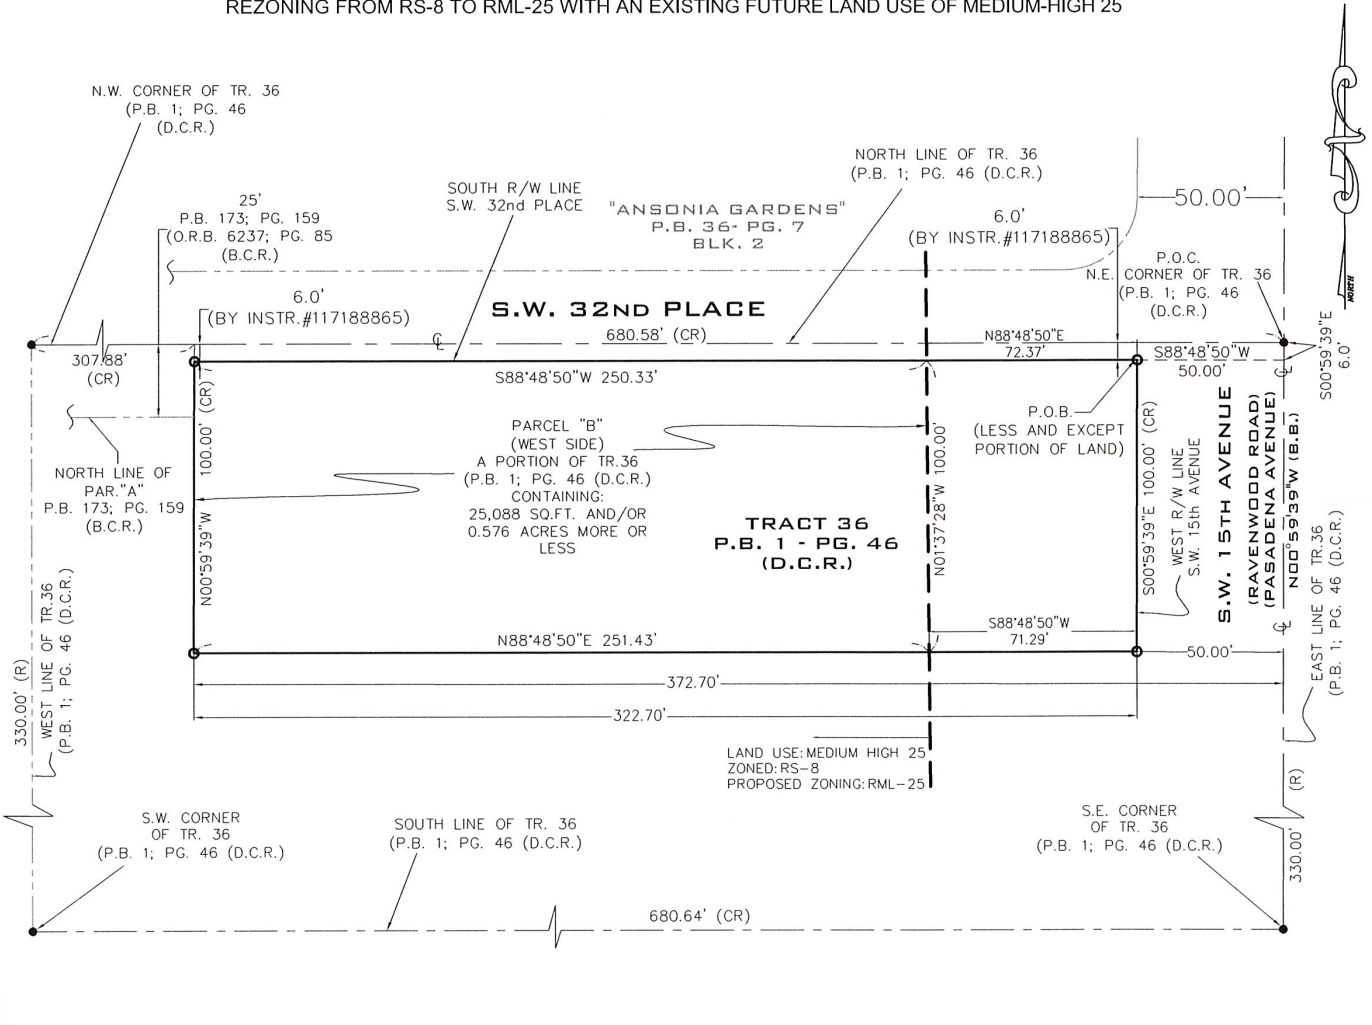 REZONING FROM RS-8 TO RML-25 WITH AN EXISTING FUTURE LAND USE OF MEDIUM-HIGH 25
N.W. CORNER OF TR. 36
(P.B. 1; PG. 46
(D.C.R.)
25'
P.B. 173; PG. 159
(O.R.B. 6237; PG. 85
(B.C.R.)
SOUTH R/W LINE
S.W. 32nd PLACE
"ANSONIA GARDENS"
P.B. 36- PG. 7
BLK. 2
NORTH LINE OF TR. 36
(P.B. 1; PG. 46 (D.C.R.)
50.00'
6.0'
(BY INSTR.#117188865)
P.O.C.
N.E. CORNER OF TR. 36
(P.B. 1; PG. 46
(D.C.R.)
NORTH
6.0'
(BY INSTR.#117188865)
S.W. 32ND PLACE
680.58' (CR)
℄
N88°48'50"E
72.37'
S88°48'50"W
50.00'
℄
S00°59'39"E
6.0'
307.88'
(CR)
S88°48'50"W 250.33'
100.00' (CR)
N00°59'39"W
NORTH LINE OF
PAR."A"
P.B. 173; PG. 159
(B.C.R.)
PARCEL "B"
(WEST SIDE)
A PORTION OF TR.36
(P.B. 1; PG. 46 (D.C.R.)
CONTAINING:
25,088 SQ.FT. AND/OR
0.576 ACRES MORE OR
LESS
TRACT 36
P.B. 1 - PG. 46
(D.C.R.)
N01°37'28"W 100.00'
P.O.B.
(LESS AND EXCEPT
PORTION OF LAND)
S00°59'39"E 100.00' (CR)
WEST R/W LINE
S.W. 15th AVENUE
S.W. 15TH AVENUE
(RAVENWOOD ROAD)
(PASADENA AVENUE)
N00°59'39"W (B.B.)
℄
EAST LINE OF TR.36
(P.B. 1; PG. 46 (D.C.R.)
WEST LINE OF TR.36
(P.B. 1; PG. 46 (D.C.R.)
330.00' (R)
N88°48'50"E 251.43'
S88°48'50"W
71.29'
50.00'
372.70'
322.70'
LAND USE:MEDIUM HIGH 25
ZONED:RS-8
PROPOSED ZONING:RML-25
330.00' (R)
S.W. CORNER
OF TR. 36
(P.B. 1; PG. 46 (D.C.R.)
SOUTH LINE OF TR. 36
(P.B. 1; PG. 46 (D.C.R.)
S.E. CORNER
OF TR. 36
(P.B. 1; PG. 46 (D.C.R.)
680.64' (CR)